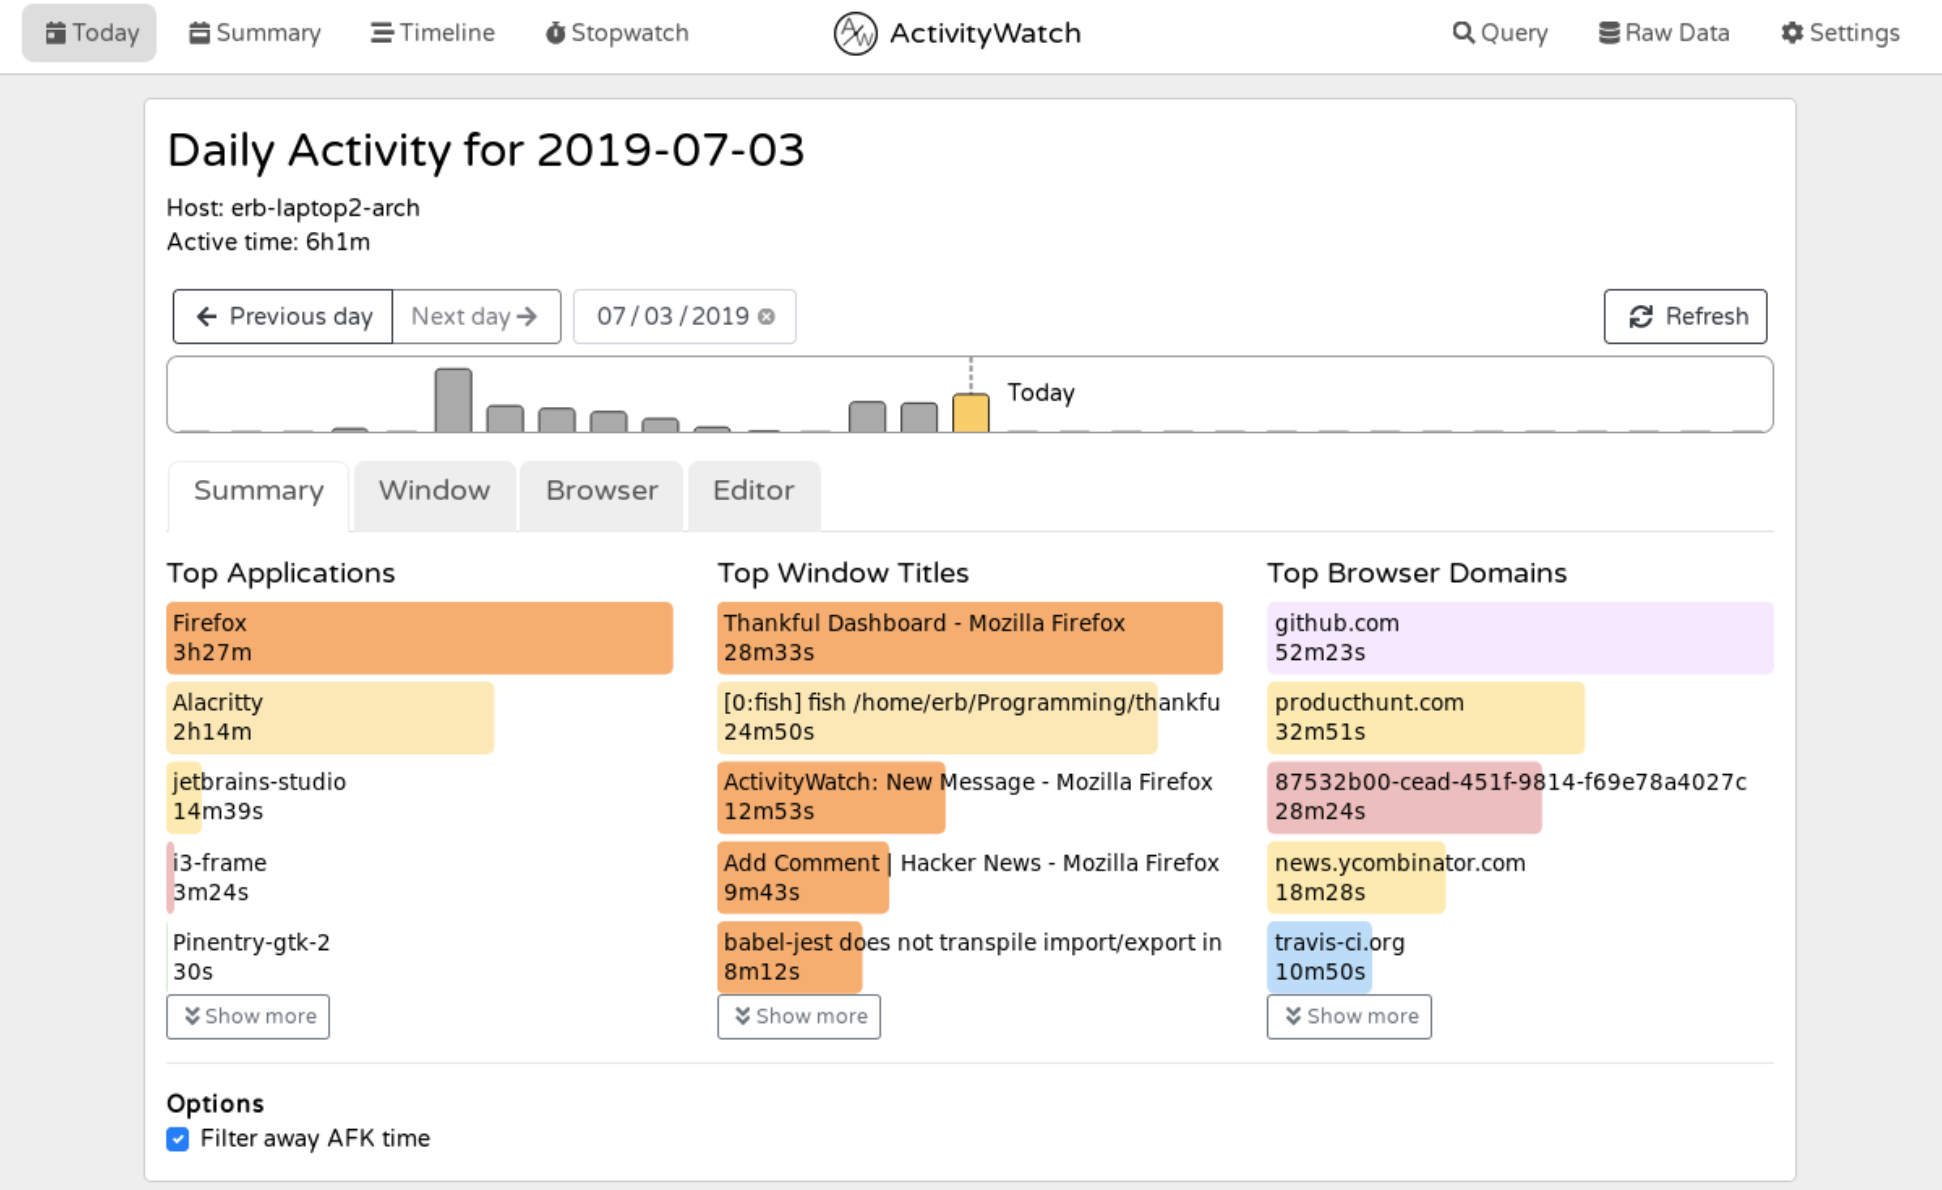 Today Summary Timeline Stopwatch ActivityWatch Query Raw Data Settings
Daily Activity for 2019-07-03
Host: erb-laptop2-arch
Active time: 6h1m
Previous day Next day 07 / 03 / 2019 Refresh
Today
Summary Window Browser Editor
Top Applications
Firefox
3h27m
Alacritty
2h14m
jetbrains-studio
14m39s
i3-frame
3m24s
Pinentry-gtk-2
30s
Show more
Top Window Titles
Thankful Dashboard - Mozilla Firefox
28m33s
[0:fish] fish /home/erb/Programming/thankfu
24m50s
ActivityWatch: New Message - Mozilla Firefox
12m53s
Add Comment | Hacker News - Mozilla Firefox
9m43s
babel-jest does not transpile import/export in
8m12s
Show more
Top Browser Domains
github.com
52m23s
producthunt.com
32m51s
87532b00-cead-451f-9814-f69e78a4027c
28m24s
news.ycombinator.com
18m28s
travis-ci.org
10m50s
Show more
Options
Filter away AFK time